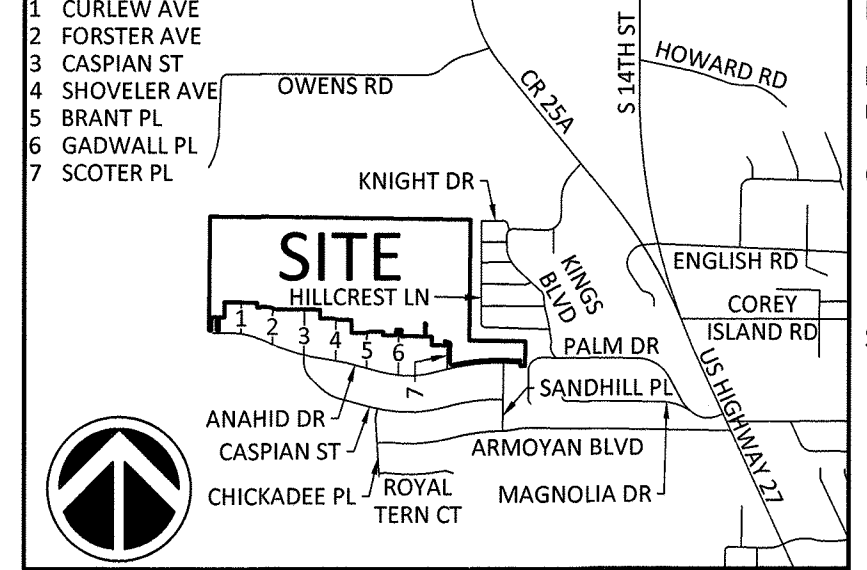 1 CURLEW AVE
2 FORSTER AVE
3 CASPIAN ST
4 SHOVELER AVE
5 BRANT PL
6 GADWALL PL
7 SCOTER PL
OWENS RD
CR 25A
S 14TH ST
HOWARD RD
KNIGHT DR
SITE
HILLCREST LN
KINGS
BLVD
ENGLISH RD
COREY
ISLAND RD
1
2
3
4
5
6
7
PALM DR
US HIGHWAY 27
SANDHILL PL
ANAHID DR
CASPIAN ST
ARMOYAN BLVD
CHICKADEE PL
ROYAL
TERN CT
MAGNOLIA DR